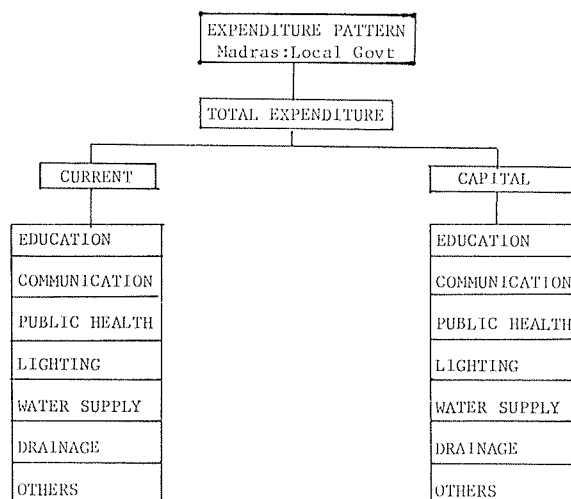 EXPENDITURE PATTERN
Madras:Local Govt
TOTAL EXPENDITURE
CURRENT
EDUCATION
COMMUNICATION
PUBLIC HEALTH
LIGHTING
WATER SUPPLY
DRAINAGE
OTHERS
CAPITAL
EDUCATION
COMMUNICATION
PUBLIC HEALTH
LIGHTING
WATER SUPPLY
DRAINAGE
OTHERS